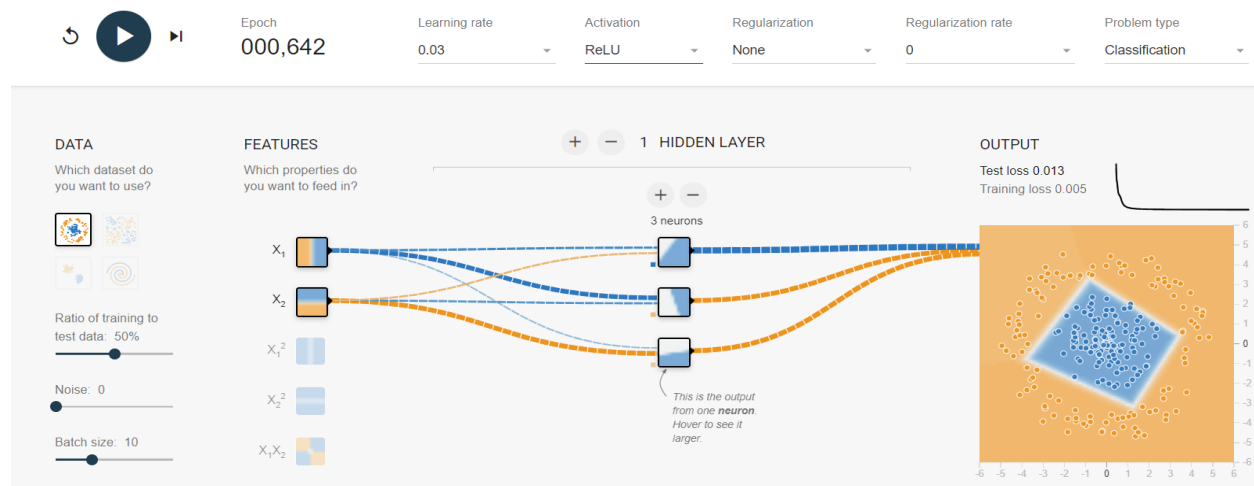 Epoch
000,642
Learning rate
0.03
Activation
ReLU
Regularization
None
Regularization rate
0
Problem type
Classification
DATA
Which dataset do
you want to use?
Ratio of training to
test data: 50%
Noise: 0
Batch size: 10
FEATURES
Which properties do
you want to feed in?
X₁
X₂
X₁²
X₂²
X₁X₂
1 HIDDEN LAYER
3 neurons
This is the output
from one neuron.
Hover to see it
larger.
OUTPUT
Test loss 0.013
Training loss 0.005
6
5
4
3
2
1
0
-1
-2
-3
-4
-5
-6
-6 -5 -4 -3 -2 -1 0 1 2 3 4 5 6